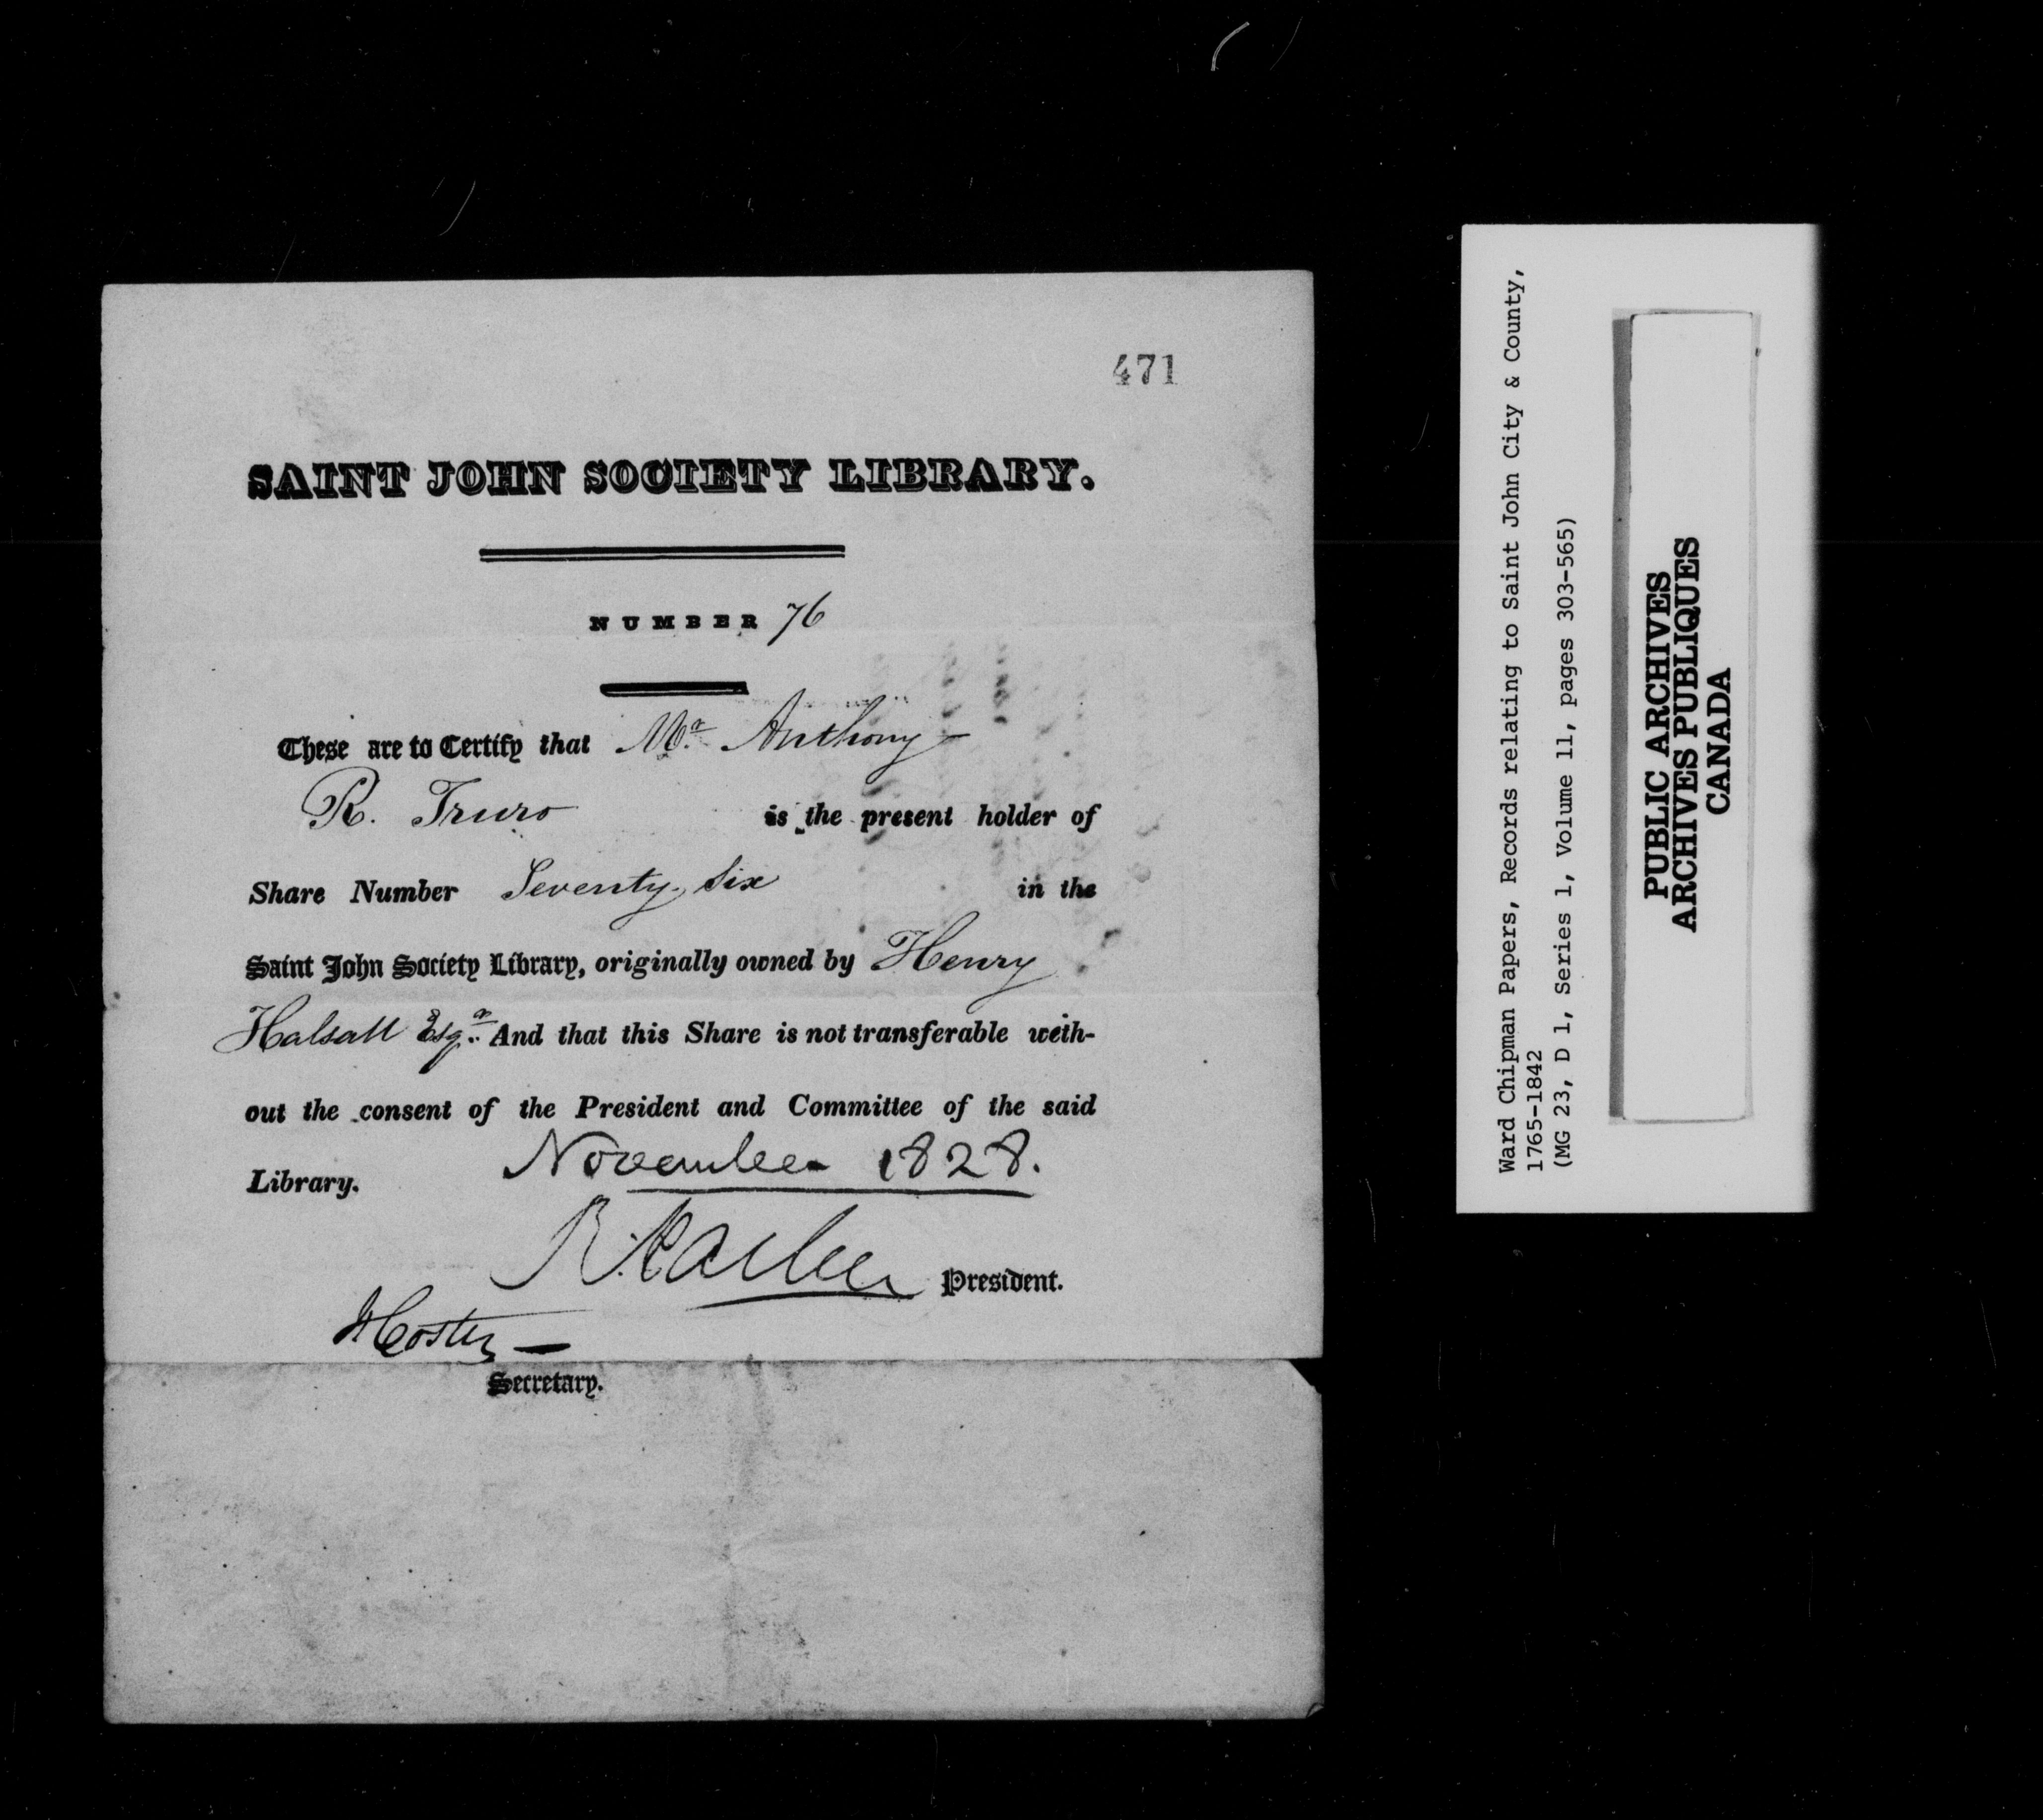 471
SAINT JOHN SOCIETY LIBRARY.
NUMBER 76
These are to Certify that Mr. Anthony
R. Truro is the present holder of
Share Number Seventy-Six in the
Saint John Society Library, originally owned by Henry
Halsall Esqr. And that this Share is not transferable with-
out the consent of the President and Committee of the said
Library. November 1828.
R. Parker President.
Secretary.
Ward Chipman Papers, Records relating to Saint John City & County,
1765-1842
(MG 23, D 1, Series 1, Volume 11, pages 303-565)
PUBLIC ARCHIVES
ARCHIVES PUBLIQUES
CANADA